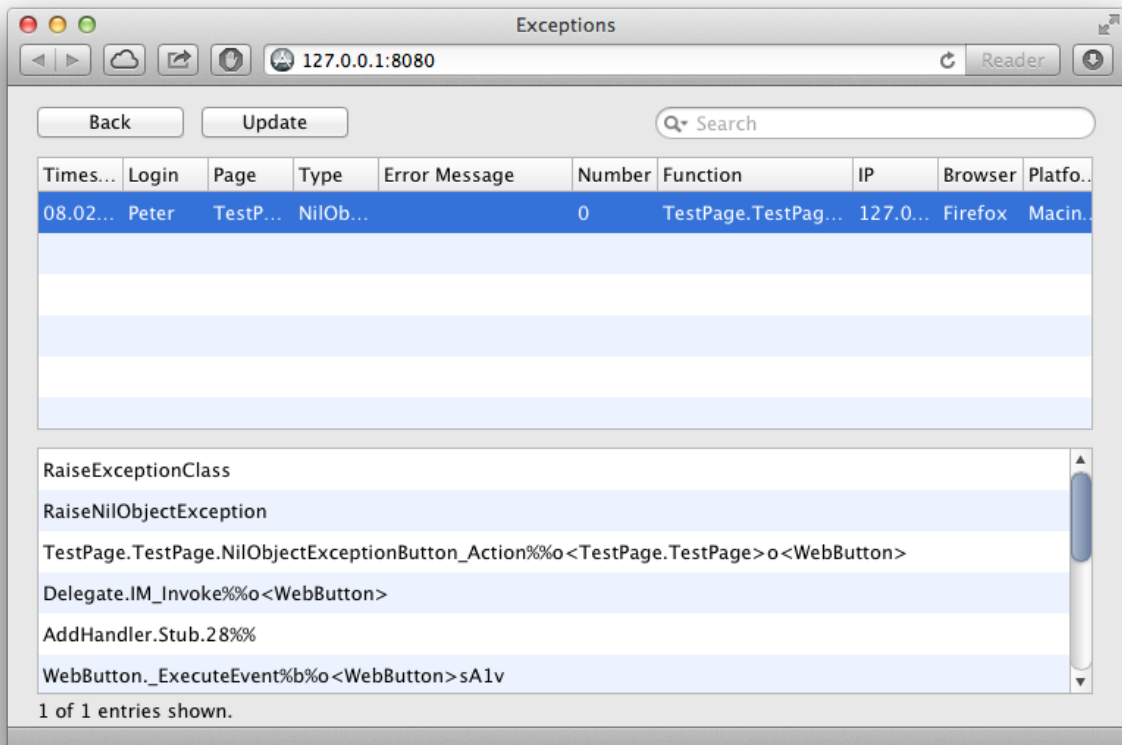 Exceptions
127.0.0.1:8080 Reader
Back Update Search
Times... Login Page Type Error Message Number Function IP Browser Platfo..
08.02... Peter TestP... NilOb... 0 TestPage.TestPag... 127.0... Firefox Macin..
RaiseExceptionClass
RaiseNilObjectException
TestPage.TestPage.NilObjectExceptionButton_Action%%o<TestPage.TestPage>o<WebButton>
Delegate.IM_Invoke%%o<WebButton>
AddHandler.Stub.28%%
WebButton._ExecuteEvent%b%o<WebButton>sA1v
1 of 1 entries shown.